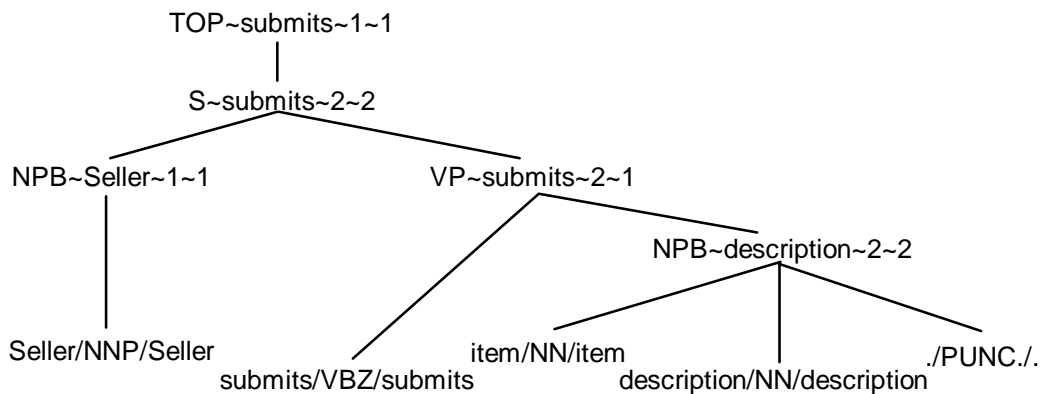 TOP~submits~1~1
S~submits~2~2
NPB~Seller~1~1
VP~submits~2~1
NPB~description~2~2
Seller/NNP/Seller
submits/VBZ/submits
item/NN/item
description/NN/description
./PUNC./.